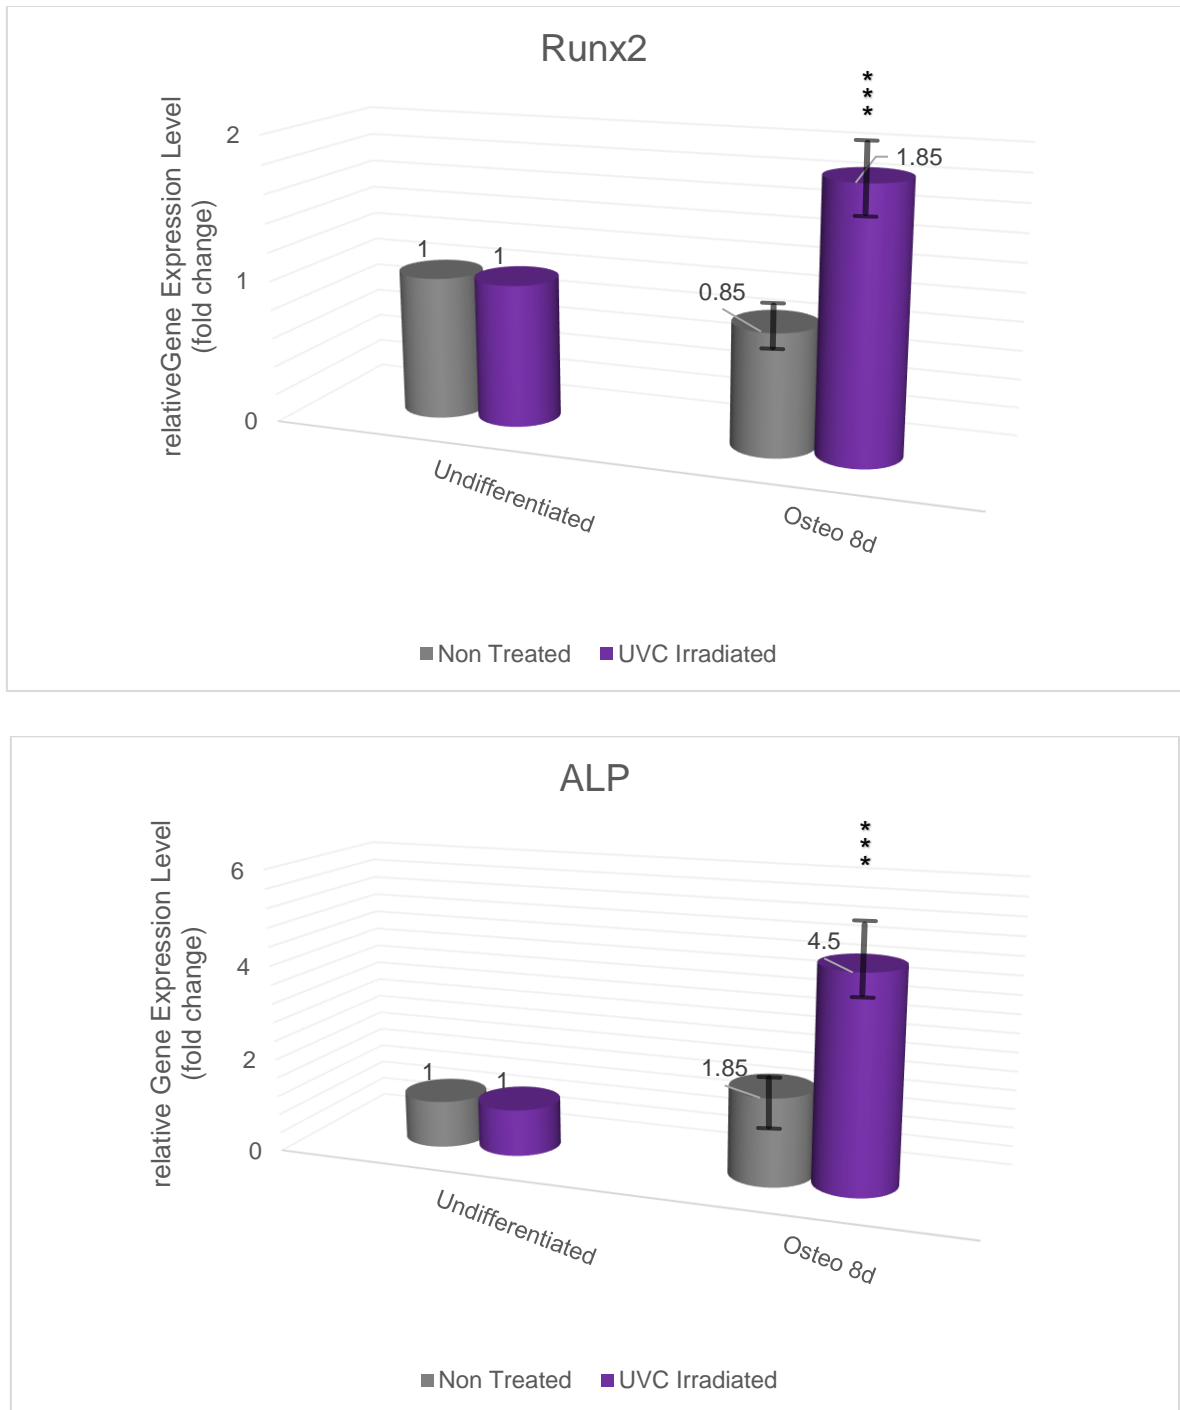 Runx2
relativeGene Expression Level
(fold change)
2
1
0
1
1
0.85
1.85
***
Undifferentiated
Osteo 8d
Non Treated
UVC Irradiated
ALP
relative Gene Expression Level
(fold change)
6
4
2
0
1
1
1.85
4.5
***
Undifferentiated
Osteo 8d
Non Treated
UVC Irradiated